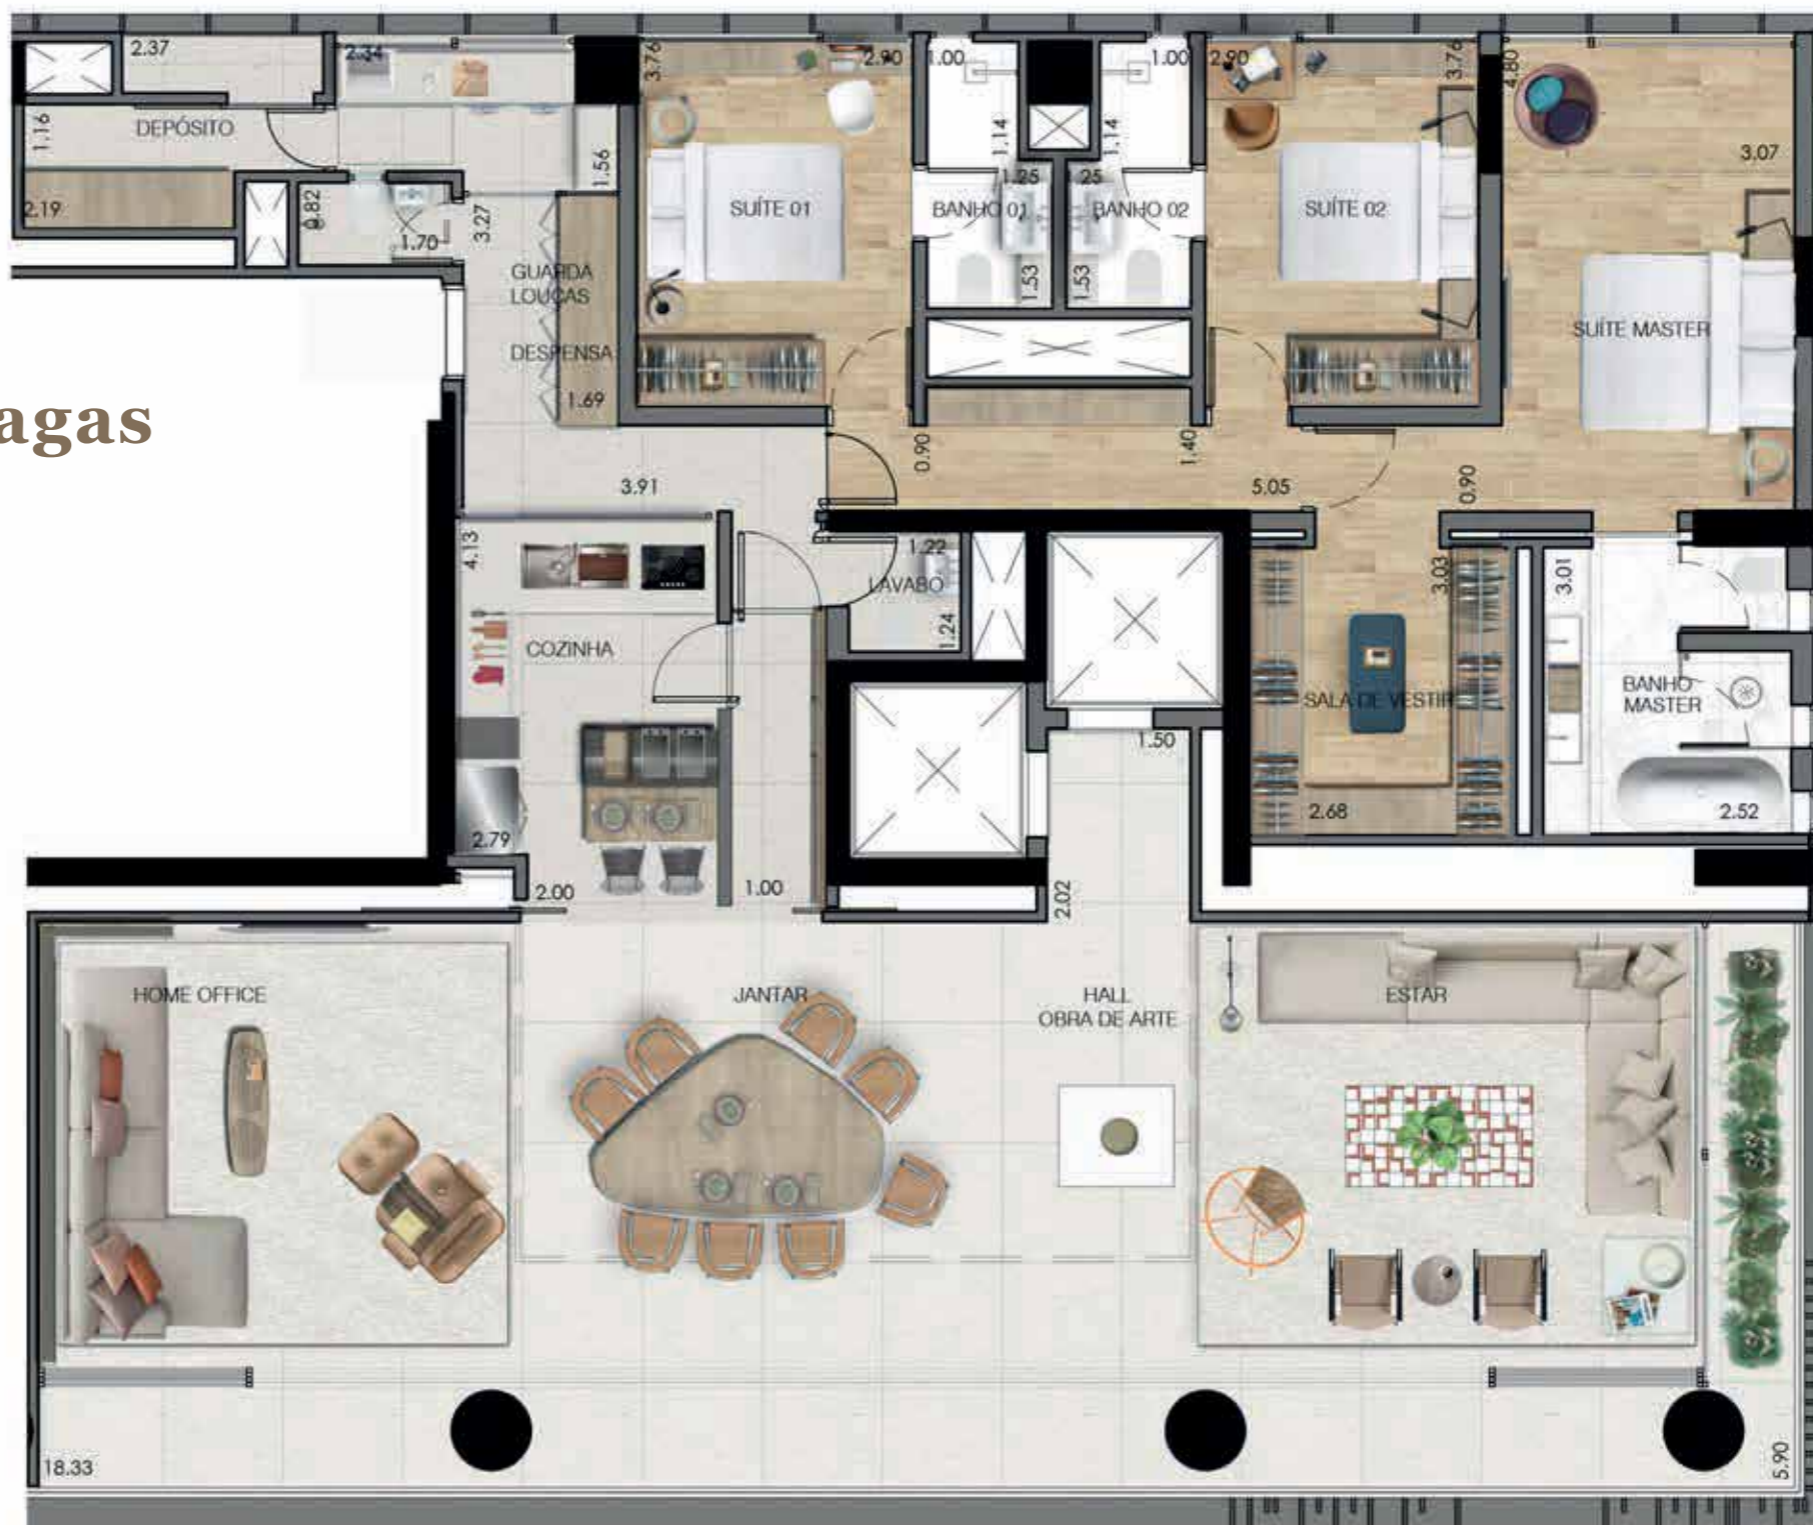 2.37
2.34
3.76
2.90
1.00
1.00
2.90
3.76
4.80
DEPÓSITO
1.16
1.14
1.14
1.56
3.07
2.19
0.82
1.70
3.27
SUÍTE 01
1.25
BANHO 01
1.25
BANHO 02
SUÍTE 02
GUARDA
LOUÇAS
1.53
1.53
SUÍTE MASTER
DESPENSA
1.69
agas
0.90
1.40
3.91
5.05
0.90
4.13
1.22
LAVABO
1.24
3.03
3.01
COZINHA
SALA DE VESTIR
BANHO
MASTER
1.50
2.79
2.68
2.52
2.00
1.00
2.02
HOME OFFICE
JANTAR
HALL
OBRA DE ARTE
ESTAR
18.33
5.90